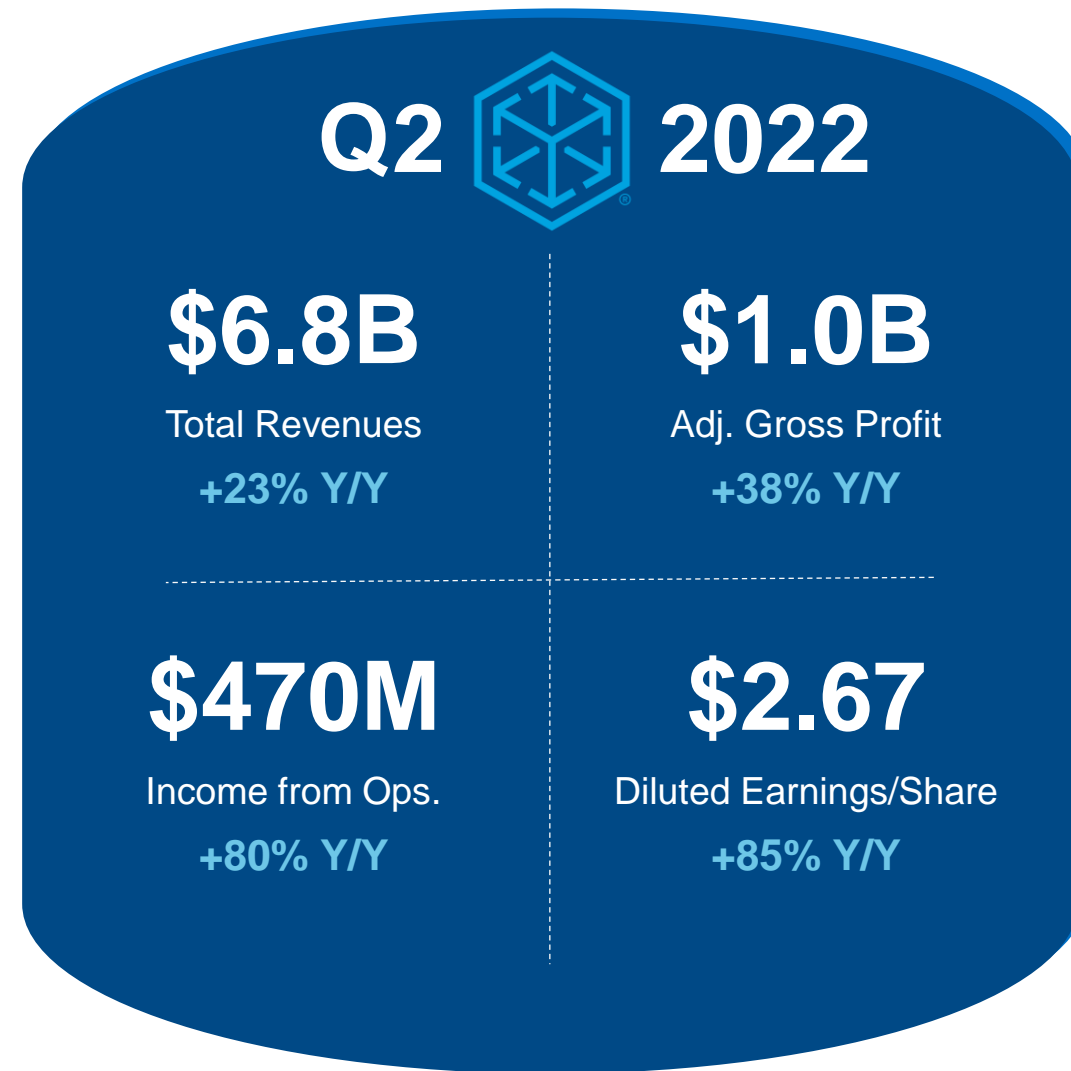 Q2 2022
®
$6.8B
Total Revenues
+23% Y/Y
$1.0B
Adj. Gross Profit
+38% Y/Y
$470M
Income from Ops.
+80% Y/Y
$2.67
Diluted Earnings/Share
+85% Y/Y